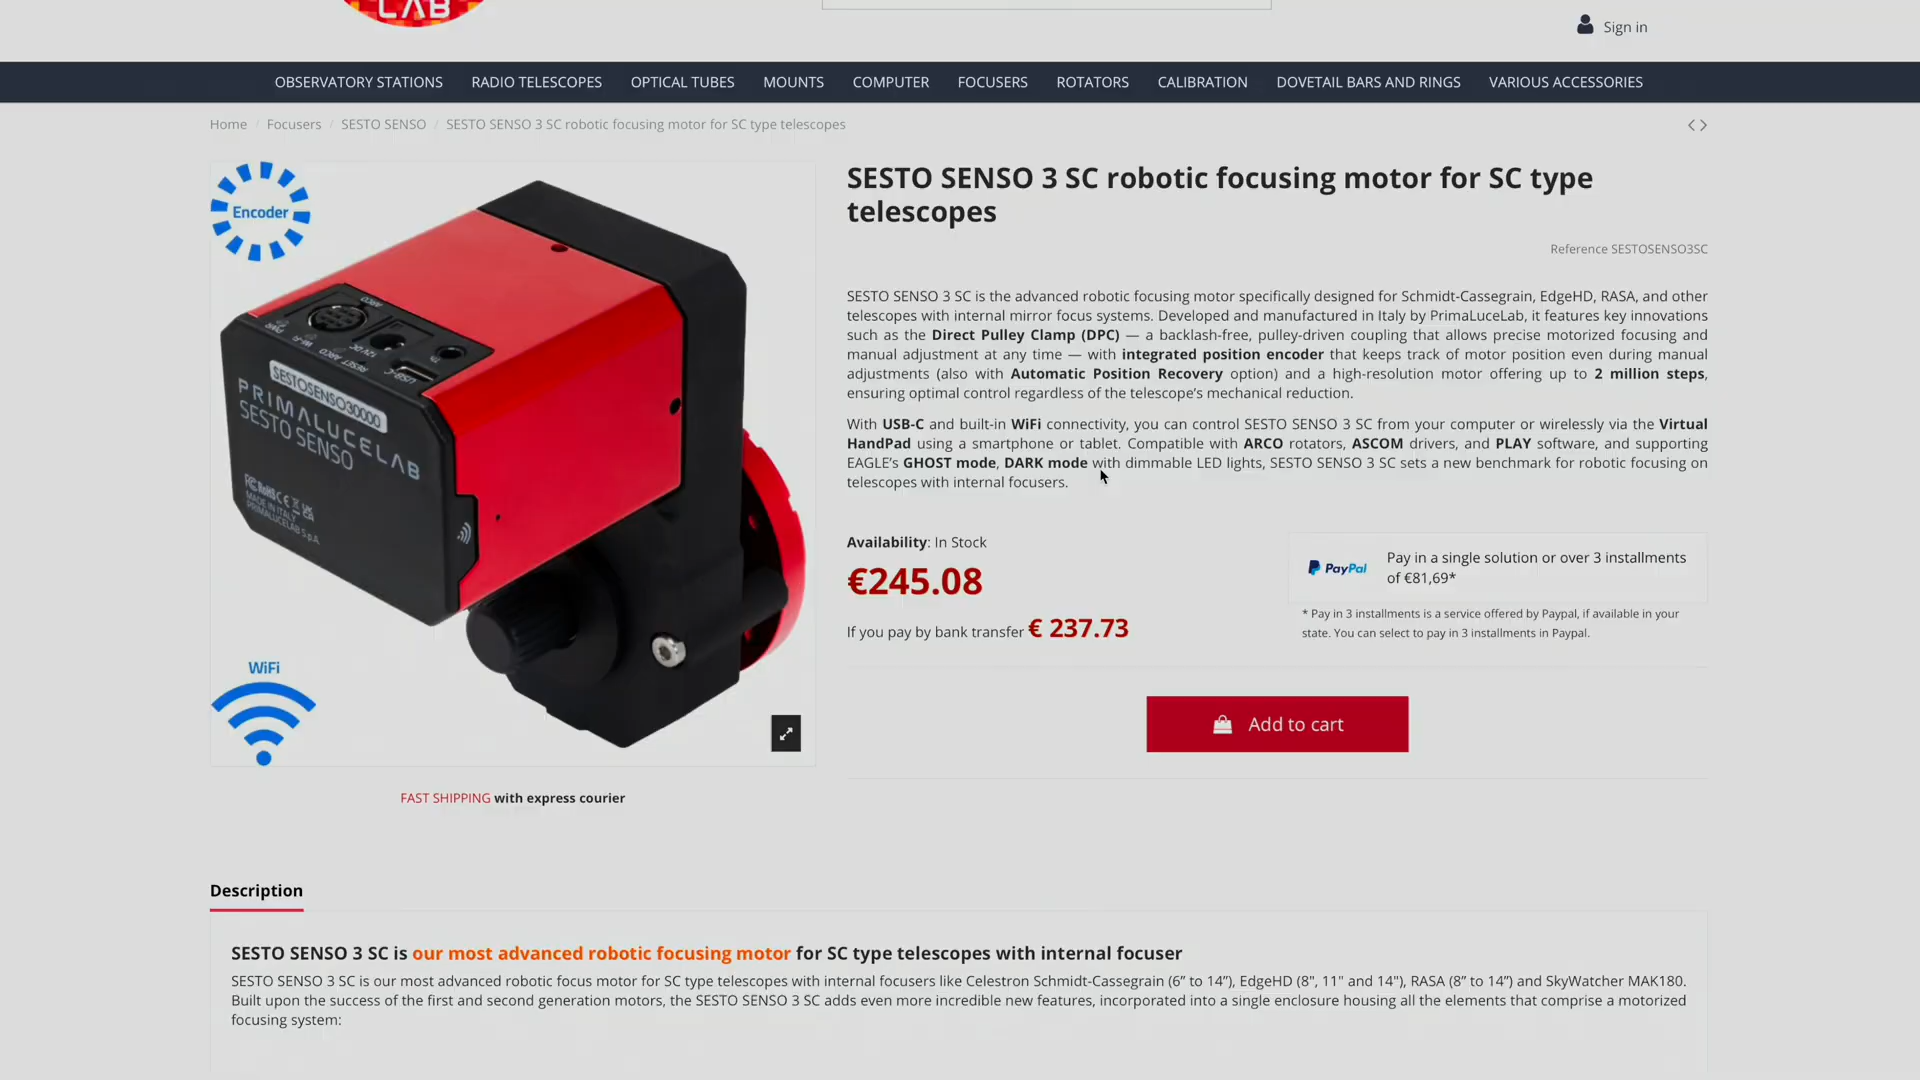 LAB
Sign in
OBSERVATORY STATIONS RADIO TELESCOPES OPTICAL TUBES MOUNTS COMPUTER FOCUSERS ROTATORS CALIBRATION DOVETAIL BARS AND RINGS VARIOUS ACCESSORIES
Home / Focusers / SESTO SENSO / SESTO SENSO 3 SC robotic focusing motor for SC type telescopes
Encoder
ARCO
PWR
Wi-Fi
ARCO
RESET
12V DC
USB-C
SESTOSENSO30000
PRIMALUCELAB
SESTO SENSO
MADE IN ITALY
PRIMALUCELAB S.p.A.
WiFi
FAST SHIPPING with express courier
SESTO SENSO 3 SC robotic focusing motor for SC type
telescopes
Reference SESTOSENSO3SC
SESTO SENSO 3 SC is the advanced robotic focusing motor specifically designed for Schmidt-Cassegrain, EdgeHD, RASA, and other
telescopes with internal mirror focus systems. Developed and manufactured in Italy by PrimaLuceLab, it features key innovations
such as the Direct Pulley Clamp (DPC) — a backlash-free, pulley-driven coupling that allows precise motorized focusing and
manual adjustment at any time — with integrated position encoder that keeps track of motor position even during manual
adjustments (also with Automatic Position Recovery option) and a high-resolution motor offering up to 2 million steps,
ensuring optimal control regardless of the telescope's mechanical reduction.
With USB-C and built-in WiFi connectivity, you can control SESTO SENSO 3 SC from your computer or wirelessly via the Virtual
HandPad using a smartphone or tablet. Compatible with ARCO rotators, ASCOM drivers, and PLAY software, and supporting
EAGLE's GHOST mode, DARK mode with dimmable LED lights, SESTO SENSO 3 SC sets a new benchmark for robotic focusing on
telescopes with internal focusers.
Availability: In Stock
€245.08
If you pay by bank transfer € 237.73
PayPal
Pay in a single solution or over 3 installments
of €81,69*
* Pay in 3 installments is a service offered by Paypal, if available in your
state. You can select to pay in 3 installments in Paypal.
Add to cart
Description
SESTO SENSO 3 SC is our most advanced robotic focusing motor for SC type telescopes with internal focuser
SESTO SENSO 3 SC is our most advanced robotic focus motor for SC type telescopes with internal focusers like Celestron Schmidt-Cassegrain (6” to 14”), EdgeHD (8", 11" and 14"), RASA (8” to 14”) and SkyWatcher MAK180.
Built upon the success of the first and second generation motors, the SESTO SENSO 3 SC adds even more incredible new features, incorporated into a single enclosure housing all the elements that comprise a motorized
focusing system: